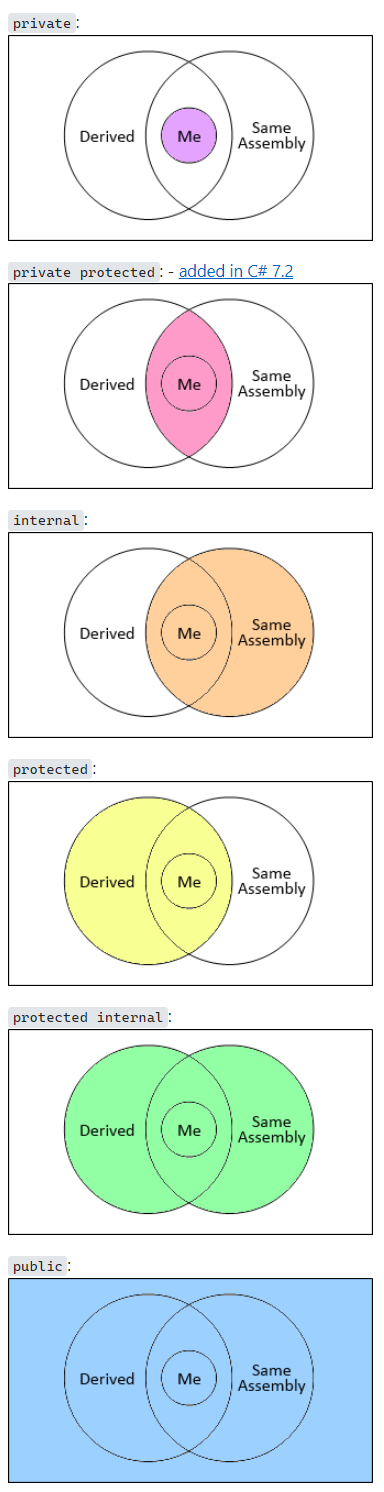 private:
Derived
Me
Same
Assembly
private protected: - added in C# 7.2
Derived
Me
Same
Assembly
internal:
Derived
Me
Same
Assembly
protected:
Derived
Me
Same
Assembly
protected internal:
Derived
Me
Same
Assembly
public:
Derived
Me
Same
Assembly